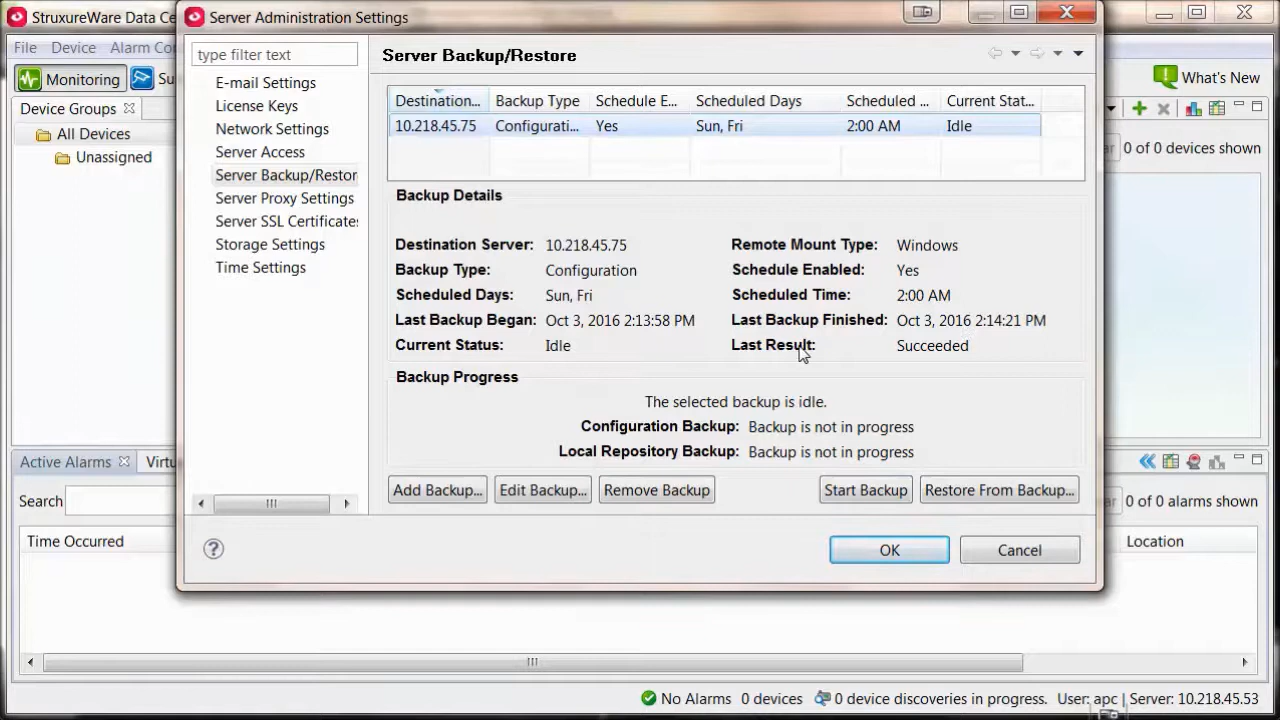 StruxureWare Data Ce
Server Administration Settings
File Device Alarm Co
Monitoring
Su
What's New
Device Groups
All Devices
Unassigned
0 of 0 devices shown
type filter text
E-mail Settings
License Keys
Network Settings
Server Access
Server Backup/Restor
Server Proxy Settings
Server SSL Certificates
Storage Settings
Time Settings
Server Backup/Restore
Destination... Backup Type Schedule E... Scheduled Days Scheduled ... Current Stat...
10.218.45.75 Configurati... Yes Sun, Fri 2:00 AM Idle
Backup Details
Destination Server: 10.218.45.75 Remote Mount Type: Windows
Backup Type: Configuration Schedule Enabled: Yes
Scheduled Days: Sun, Fri Scheduled Time: 2:00 AM
Last Backup Began: Oct 3, 2016 2:13:58 PM Last Backup Finished: Oct 3, 2016 2:14:21 PM
Current Status: Idle Last Result: Succeeded
Backup Progress
The selected backup is idle.
Configuration Backup: Backup is not in progress
Local Repository Backup: Backup is not in progress
Add Backup... Edit Backup... Remove Backup Start Backup Restore From Backup...
OK Cancel
Active Alarms Virtu
Search
ar 0 of 0 alarms shown
Time Occurred
Location
No Alarms 0 devices 0 device discoveries in progress. User: apc | Server: 10.218.45.53